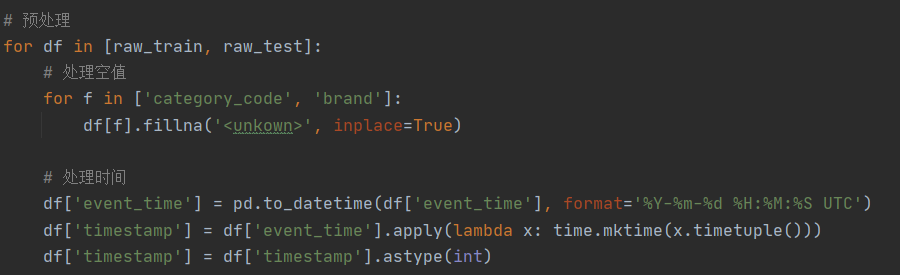 # 预处理
for df in [raw_train, raw_test]:
    # 处理空值
    for f in ['category_code', 'brand']:
        df[f].fillna('<unkown>', inplace=True)

    # 处理时间
    df['event_time'] = pd.to_datetime(df['event_time'], format='%Y-%m-%d %H:%M:%S UTC')
    df['timestamp'] = df['event_time'].apply(lambda x: time.mktime(x.timetuple()))
    df['timestamp'] = df['timestamp'].astype(int)